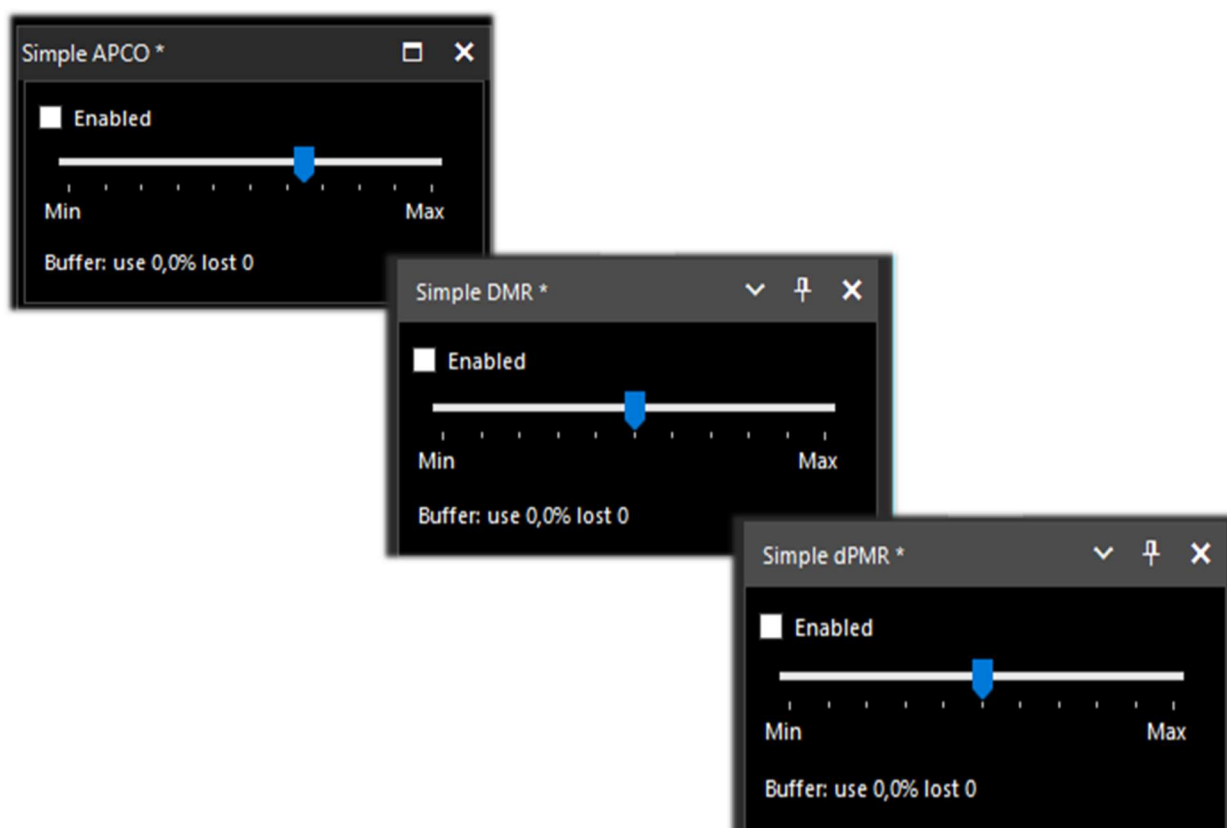 Simple APCO *
Enabled
Min Max
Buffer: use 0,0% lost 0
Simple DMR *
Enabled
Min Max
Buffer: use 0,0% lost 0
Simple dPMR *
Enabled
Min Max
Buffer: use 0,0% lost 0